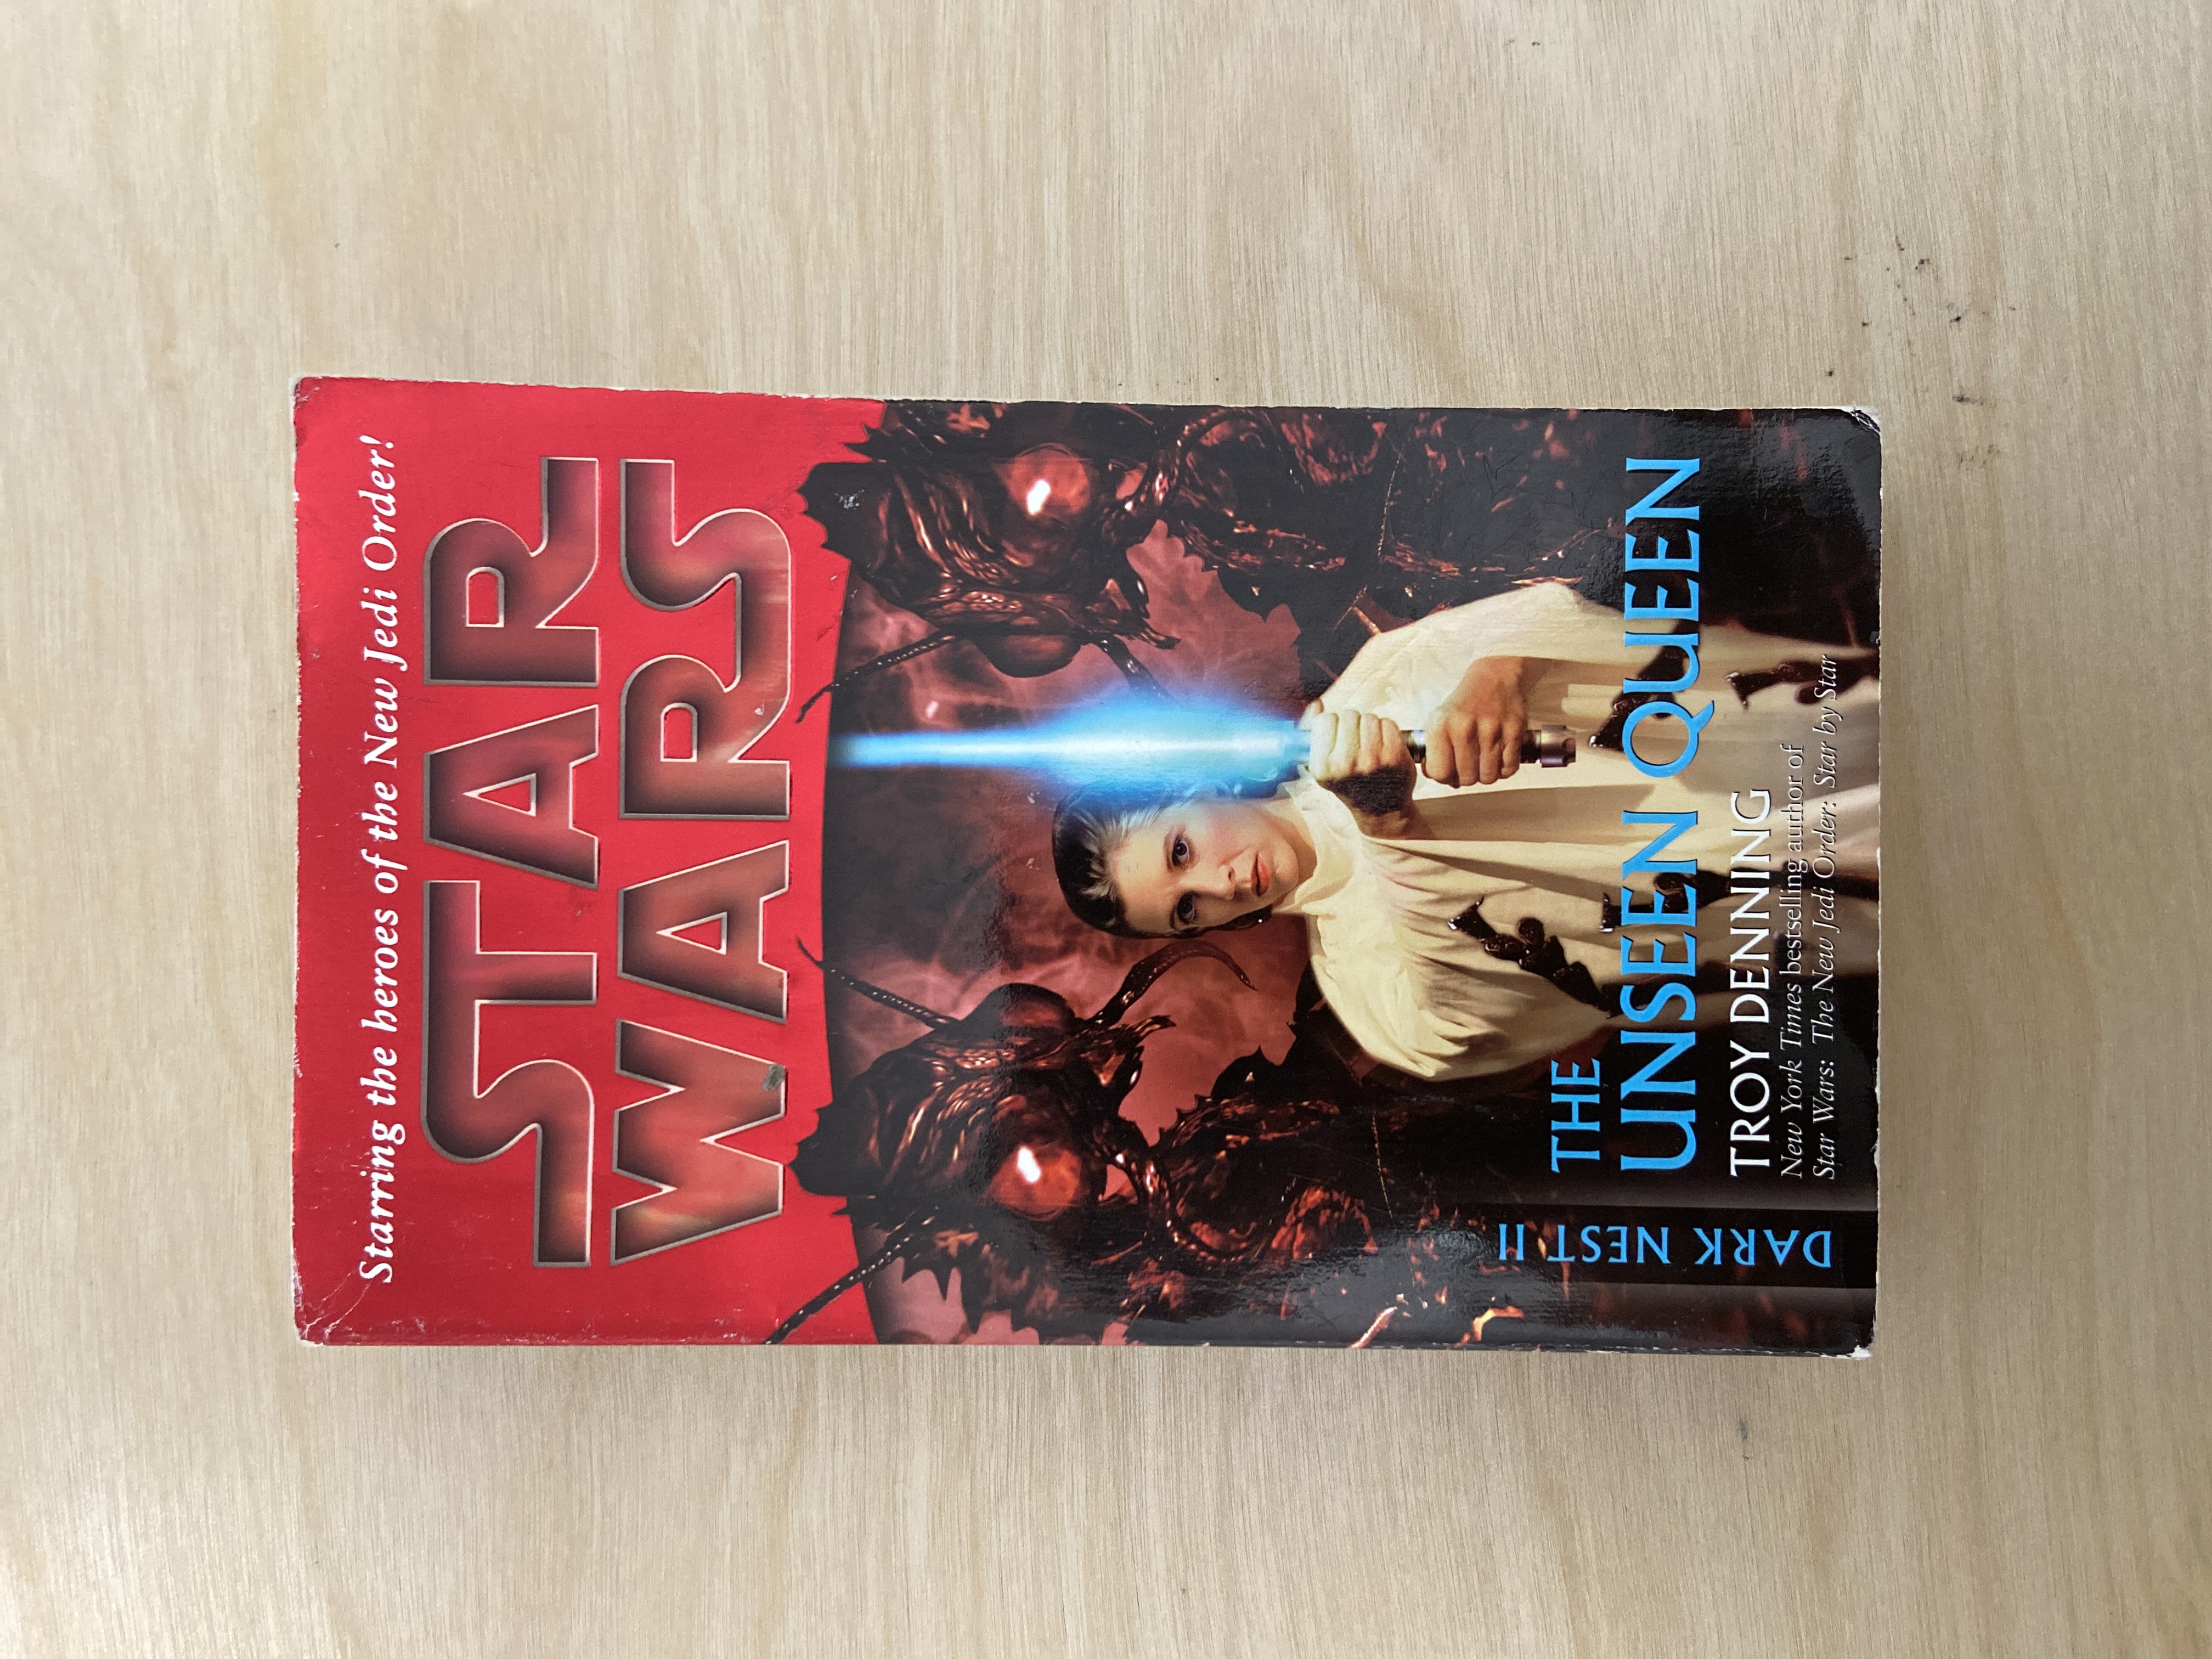 Starring the heroes of the New Jedi Order!
STAR
WARS
DARK NEST II
THE
UNSEEN QUEEN
TROY DENNING
New York Times bestselling author of
Star Wars: The New Jedi Order: Star by Star